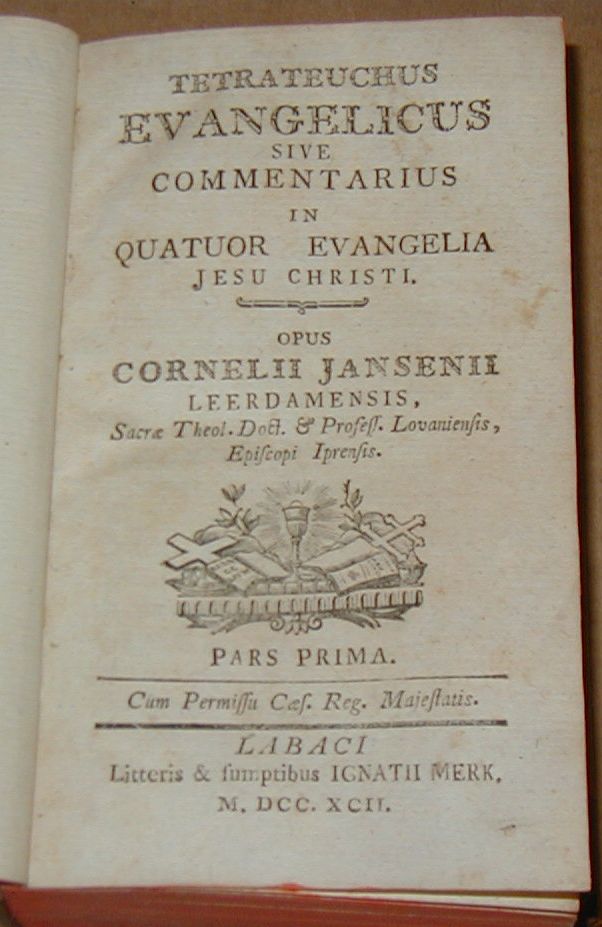 TETRATEUCHUS
EVANGELICUS
SIVE
COMMENTARIUS
IN
QUATUOR EVANGELIA
JESU CHRISTI.
OPUS
CORNELII JANSENII
LEERDAMENSIS,
Sacræ Theol. Doct. & Profeſſ. Lovanienſis,
Epiſcopi Iprenſis.
PARS PRIMA.
Cum Permiſſu Cæſ. Reg. Majeſtatis.
LABACI
Litteris & ſumptibus IGNATII MERK.
M. DCC. XCII.